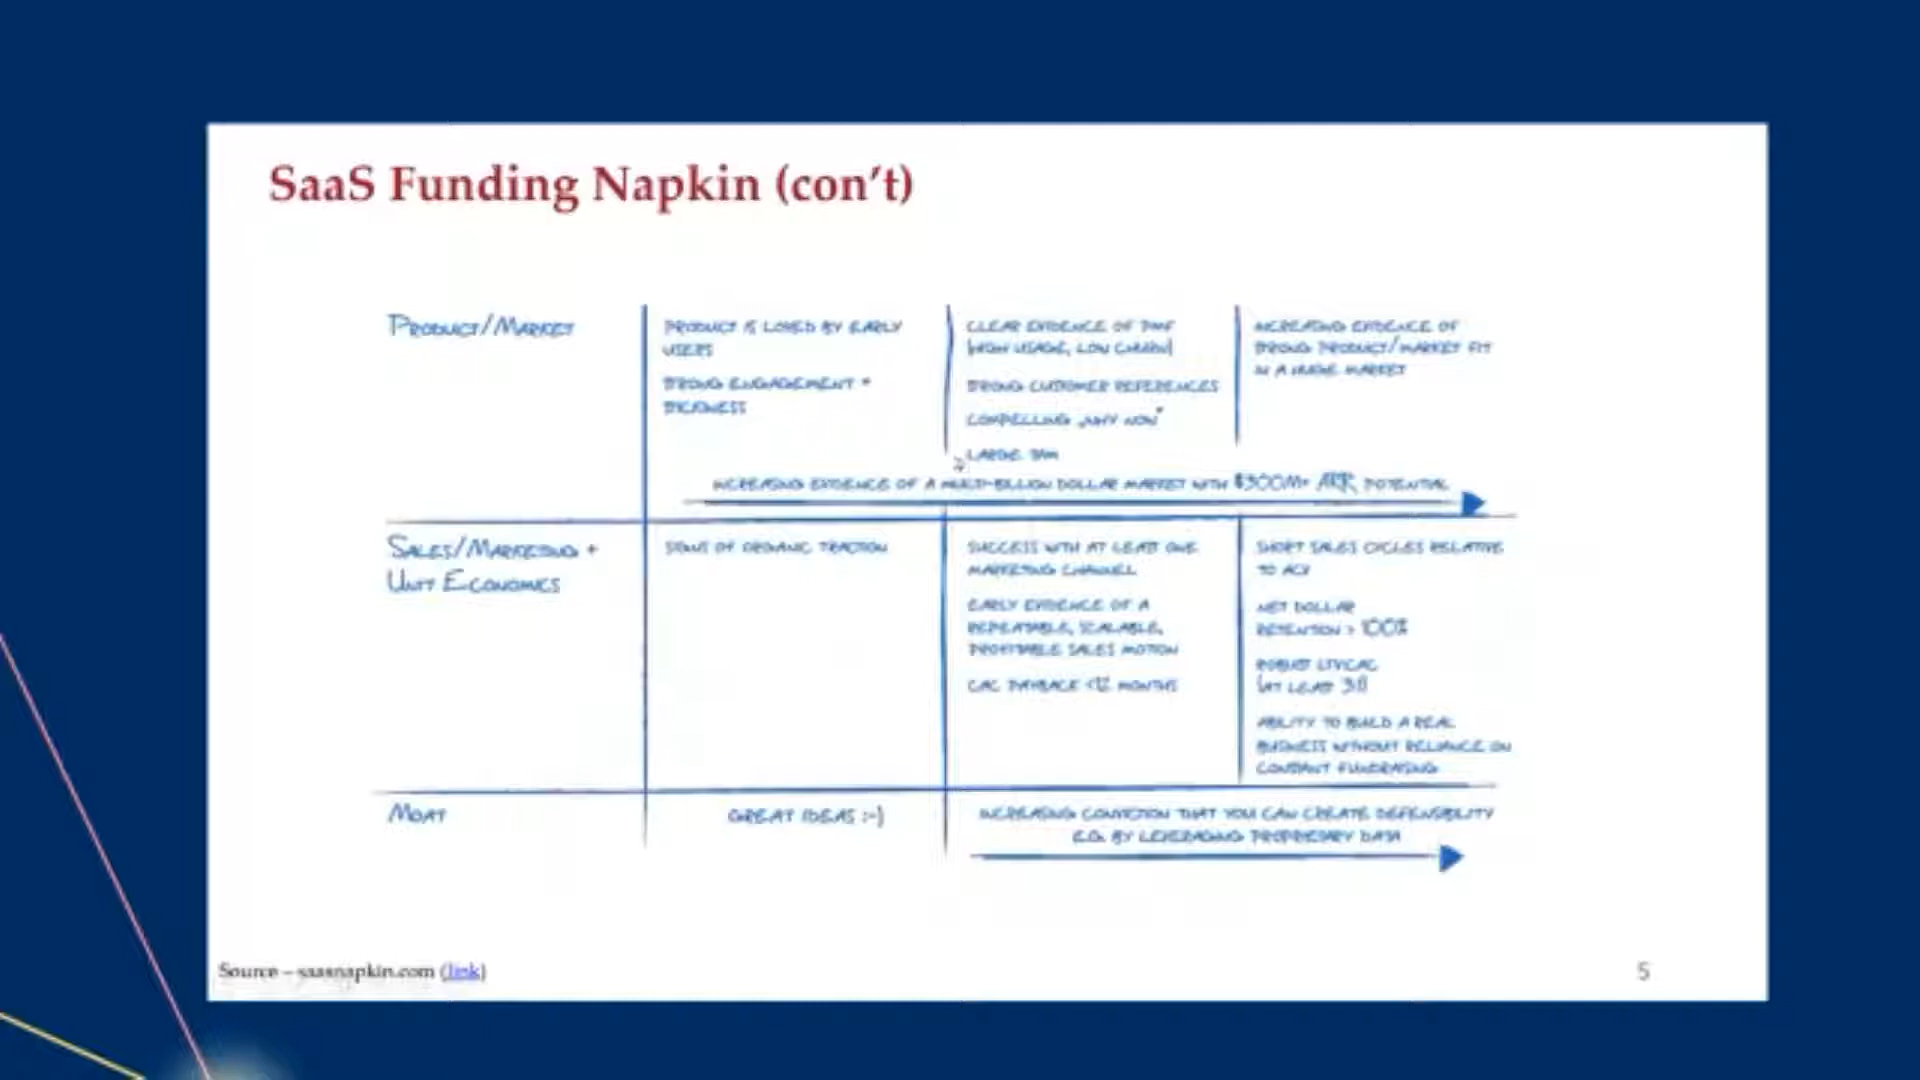 SaaS Funding Napkin (con't)
PRODUCT/MARKET
PRODUCT IS LOVED BY EARLY
USERS
STRONG ENGAGEMENT +
STICKINESS
CLEAR EVIDENCE OF PMF
(HIGH USAGE, LOW CHURN)
STRONG CUSTOMER REFERENCES
COMPELLING „WHY NOW"
LARGE TAM
INCREASING EVIDENCE OF
STRONG PRODUCT/MARKET FIT
IN A HUGE MARKET
INCREASING EVIDENCE OF A MULTI-BILLION DOLLAR MARKET WITH $300M+ ARR POTENTIAL
SALES/MARKETING +
UNIT ECONOMICS
SIGNS OF ORGANIC TRACTION
SUCCESS WITH AT LEAST ONE
MARKETING CHANNEL
EARLY EVIDENCE OF A
REPEATABLE, SCALABLE,
PROFITABLE SALES MOTION
CAC PAYBACK <12 MONTHS
SHORT SALES CYCLES RELATIVE
TO ACV
NET DOLLAR
RETENTION > 100%
ROBUST LTV:CAC
(AT LEAST 3:1)
ABILITY TO BUILD A REAL
BUSINESS WITHOUT RELIANCE ON
CONSTANT FUNDRAISING
MOAT
GREAT IDEAS :-)
INCREASING CONVICTION THAT YOU CAN CREATE DEFENSIBILITY
E.G. BY LEVERAGING PROPRIETARY DATA
Source – saasnapkin.com (link)
5